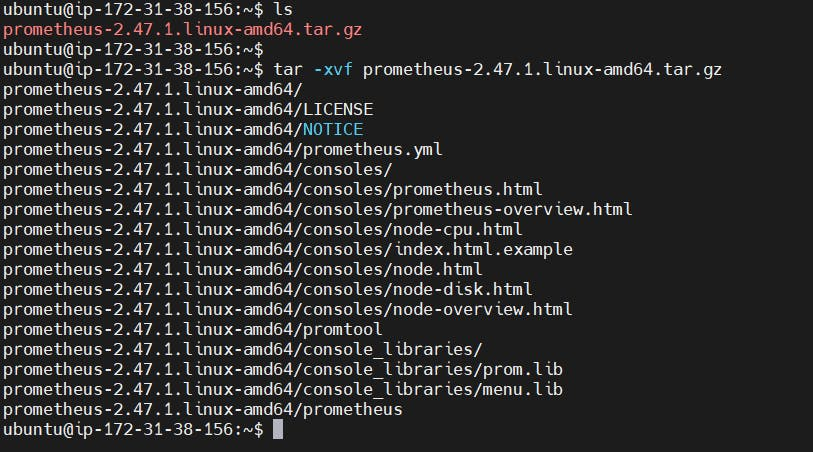 ubuntu@ip-172-31-38-156:~$ ls
prometheus-2.47.1.linux-amd64.tar.gz
ubuntu@ip-172-31-38-156:~$
ubuntu@ip-172-31-38-156:~$ tar -xvf prometheus-2.47.1.linux-amd64.tar.gz
prometheus-2.47.1.linux-amd64/
prometheus-2.47.1.linux-amd64/LICENSE
prometheus-2.47.1.linux-amd64/NOTICE
prometheus-2.47.1.linux-amd64/prometheus.yml
prometheus-2.47.1.linux-amd64/consoles/
prometheus-2.47.1.linux-amd64/consoles/prometheus.html
prometheus-2.47.1.linux-amd64/consoles/prometheus-overview.html
prometheus-2.47.1.linux-amd64/consoles/node-cpu.html
prometheus-2.47.1.linux-amd64/consoles/index.html.example
prometheus-2.47.1.linux-amd64/consoles/node.html
prometheus-2.47.1.linux-amd64/consoles/node-disk.html
prometheus-2.47.1.linux-amd64/consoles/node-overview.html
prometheus-2.47.1.linux-amd64/promtool
prometheus-2.47.1.linux-amd64/console_libraries/
prometheus-2.47.1.linux-amd64/console_libraries/prom.lib
prometheus-2.47.1.linux-amd64/console_libraries/menu.lib
prometheus-2.47.1.linux-amd64/prometheus
ubuntu@ip-172-31-38-156:~$